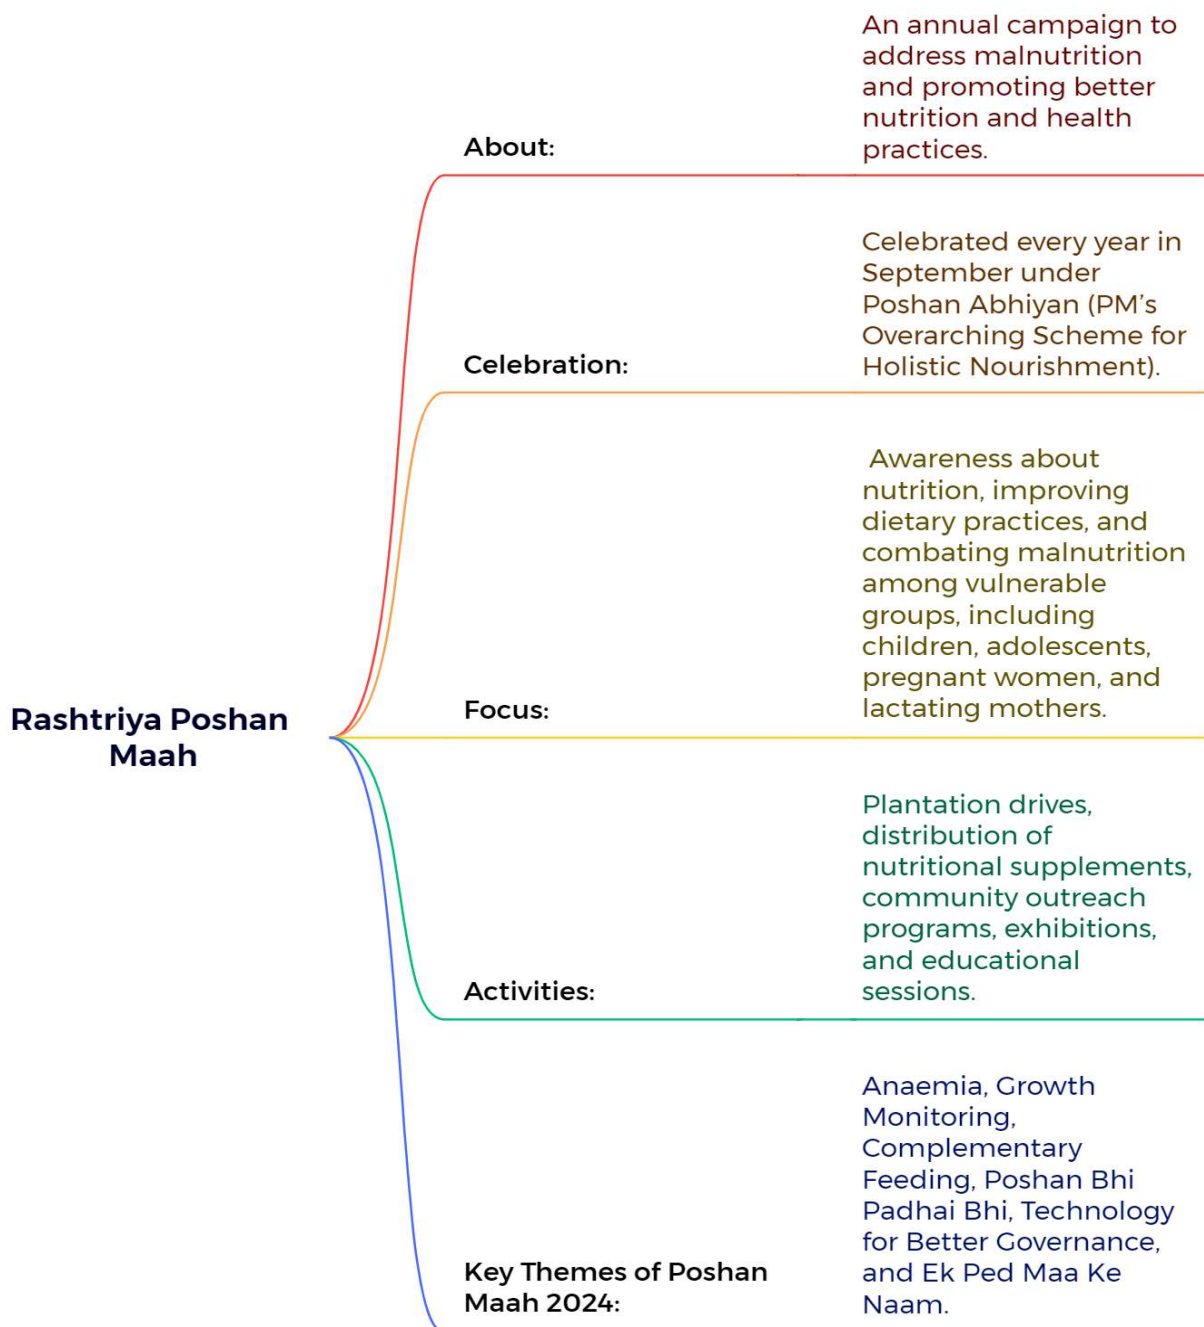 Rashtriya Poshan
Maah
About:
An annual campaign to
address malnutrition
and promoting better
nutrition and health
practices.
Celebration:
Celebrated every year in
September under
Poshan Abhiyan (PM’s
Overarching Scheme for
Holistic Nourishment).
Focus:
Awareness about
nutrition, improving
dietary practices, and
combating malnutrition
among vulnerable
groups, including
children, adolescents,
pregnant women, and
lactating mothers.
Activities:
Plantation drives,
distribution of
nutritional supplements,
community outreach
programs, exhibitions,
and educational
sessions.
Key Themes of Poshan
Maah 2024:
Anaemia, Growth
Monitoring,
Complementary
Feeding, Poshan Bhi
Padhai Bhi, Technology
for Better Governance,
and Ek Ped Maa Ke
Naam.